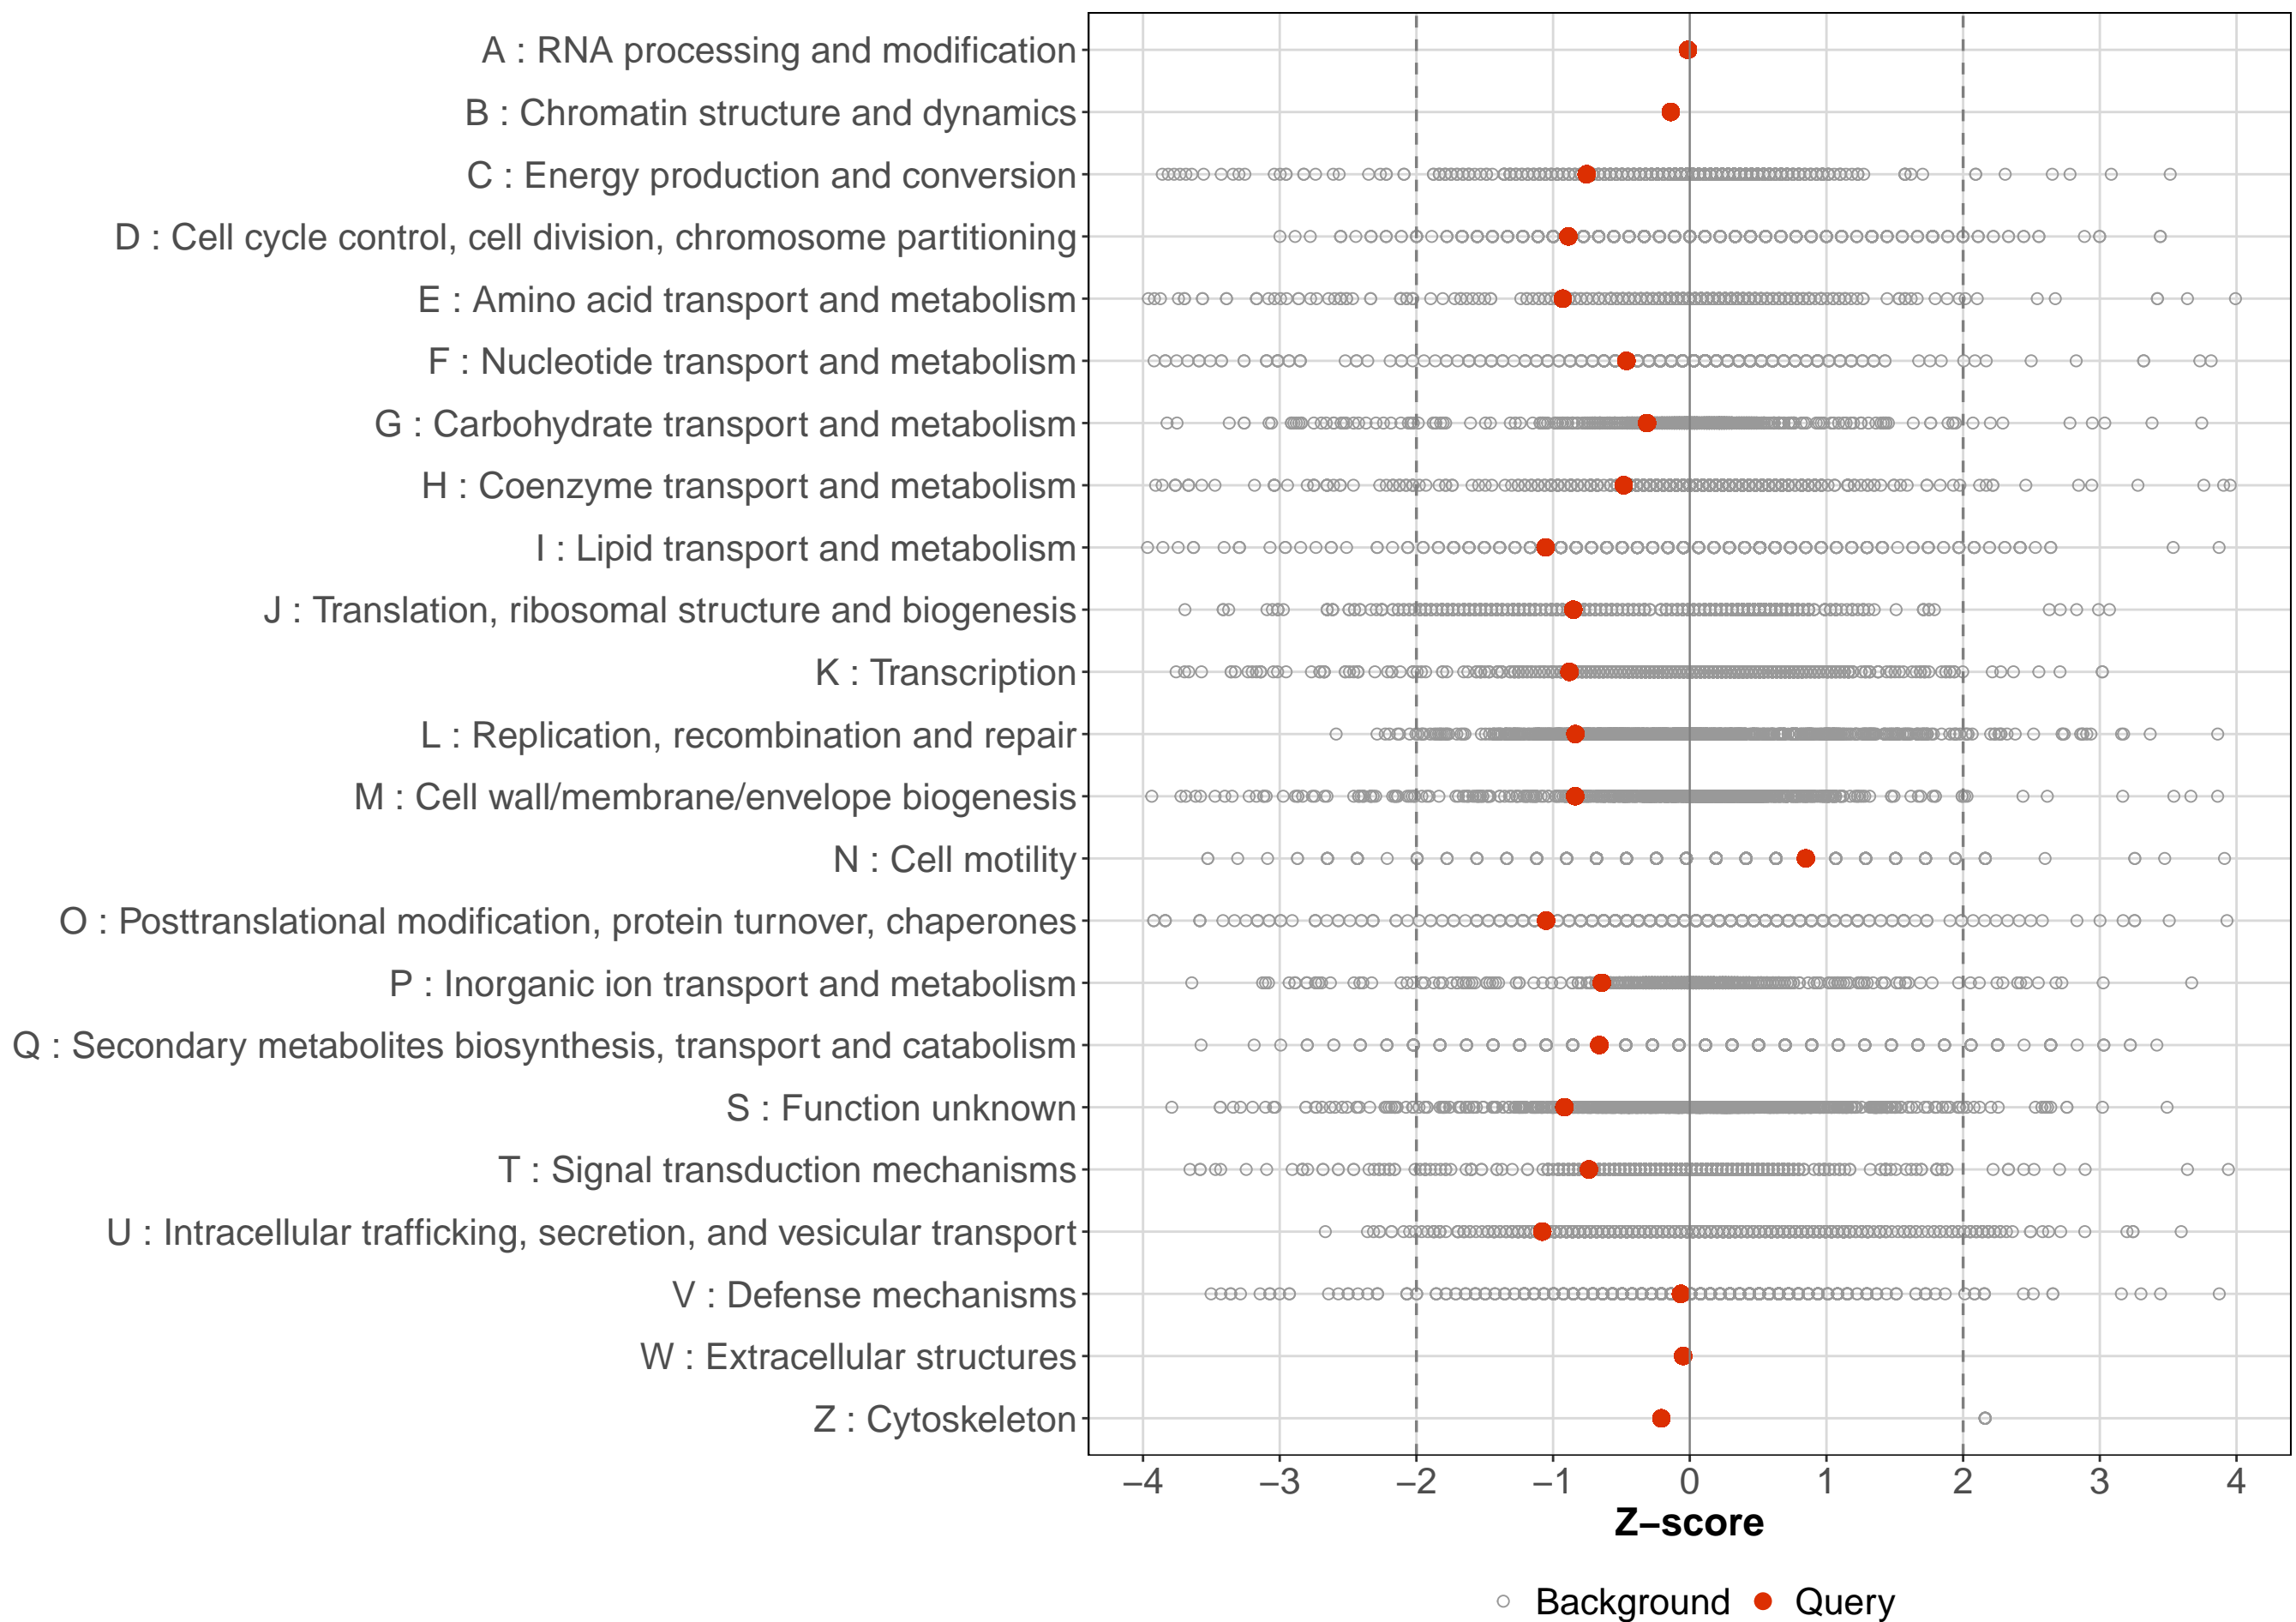 A : RNA processing and modification
B : Chromatin structure and dynamics
C : Energy production and conversion
D : Cell cycle control, cell division, chromosome partitioning
E : Amino acid transport and metabolism
F : Nucleotide transport and metabolism
G : Carbohydrate transport and metabolism
H : Coenzyme transport and metabolism
I : Lipid transport and metabolism
J : Translation, ribosomal structure and biogenesis
K : Transcription
L : Replication, recombination and repair
M : Cell wall/membrane/envelope biogenesis
N : Cell motility
O : Posttranslational modification, protein turnover, chaperones
P : Inorganic ion transport and metabolism
Q : Secondary metabolites biosynthesis, transport and catabolism
S : Function unknown
T : Signal transduction mechanisms
U : Intracellular trafficking, secretion, and vesicular transport
V : Defense mechanisms
W : Extracellular structures
Z : Cytoskeleton
−4 −3 −2 −1 0 1 2 3 4
Z−score
Background Query